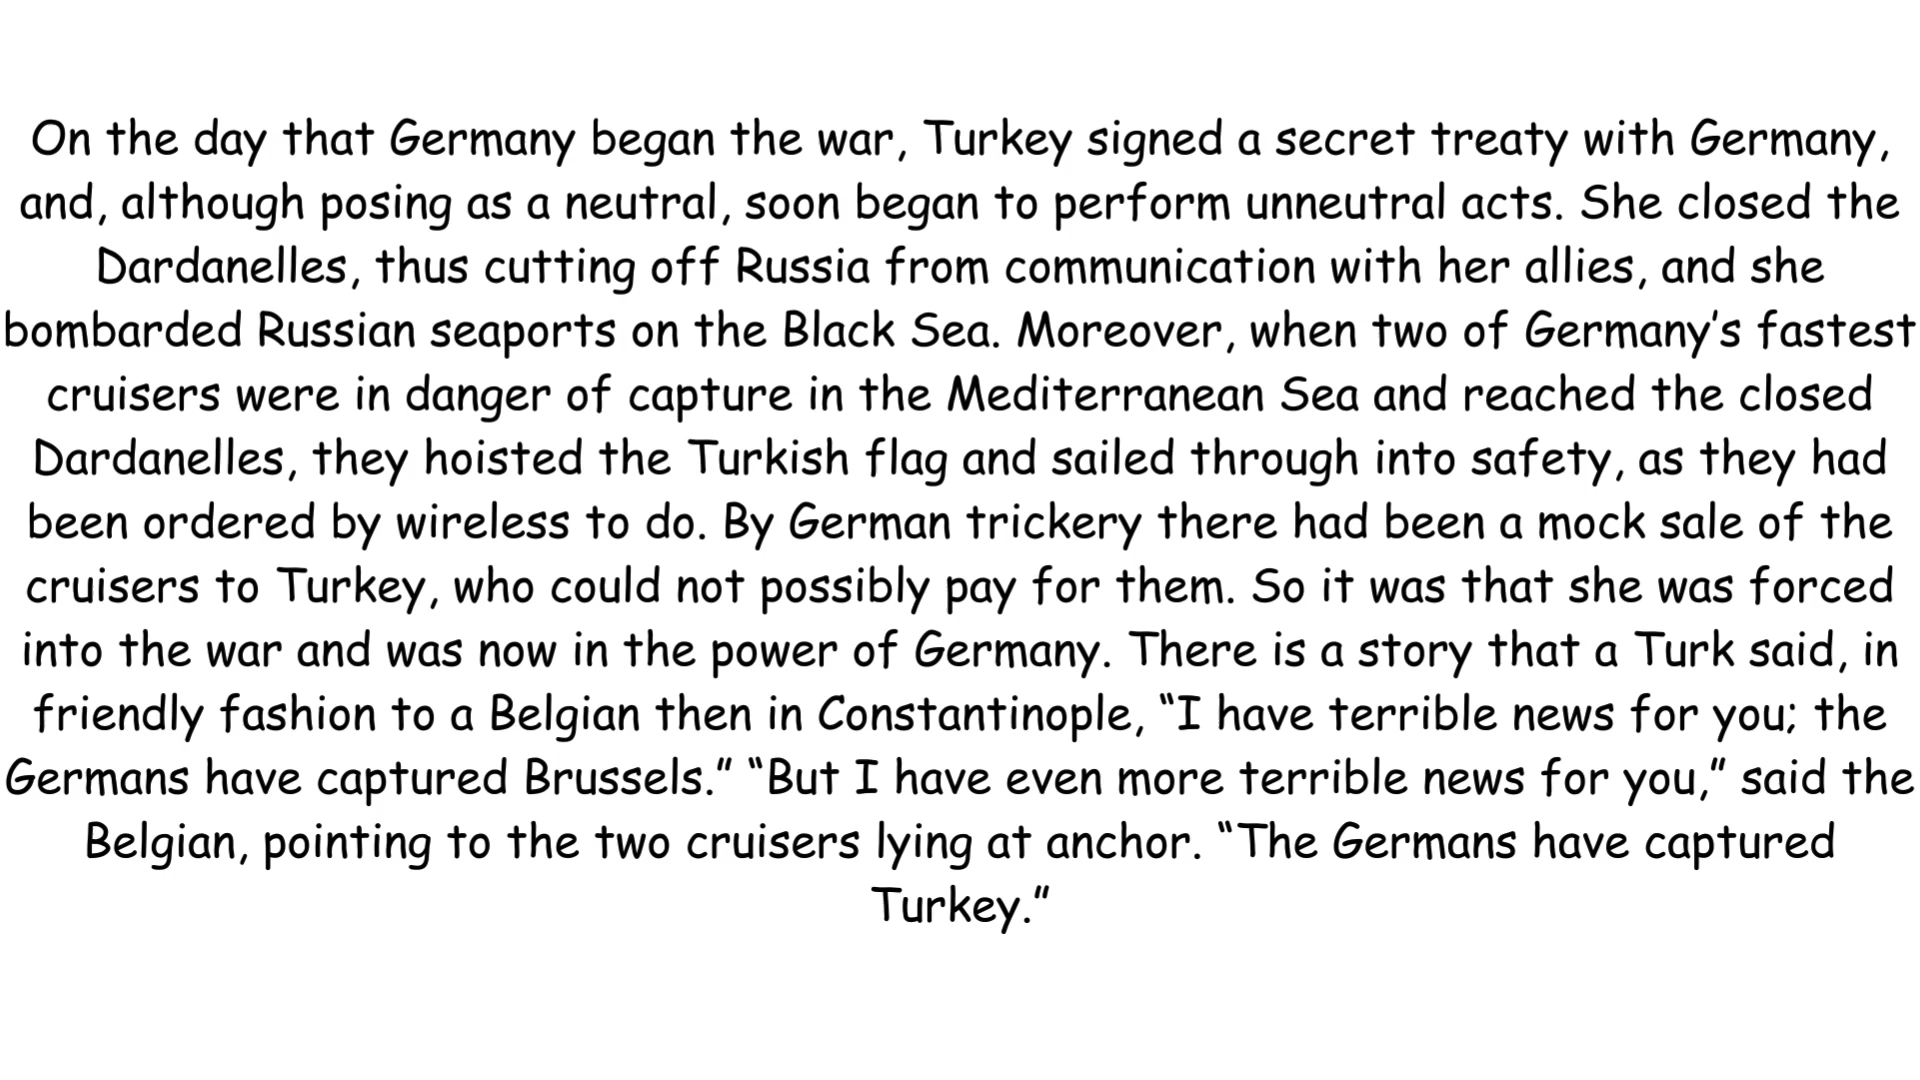 On the day that Germany began the war, Turkey signed a secret treaty with Germany,
and, although posing as a neutral, soon began to perform unneutral acts. She closed the
Dardanelles, thus cutting off Russia from communication with her allies, and she
bombarded Russian seaports on the Black Sea. Moreover, when two of Germany’s fastest
cruisers were in danger of capture in the Mediterranean Sea and reached the closed
Dardanelles, they hoisted the Turkish flag and sailed through into safety, as they had
been ordered by wireless to do. By German trickery there had been a mock sale of the
cruisers to Turkey, who could not possibly pay for them. So it was that she was forced
into the war and was now in the power of Germany. There is a story that a Turk said, in
friendly fashion to a Belgian then in Constantinople, “I have terrible news for you; the
Germans have captured Brussels.” “But I have even more terrible news for you,” said the
Belgian, pointing to the two cruisers lying at anchor. “The Germans have captured
Turkey.”